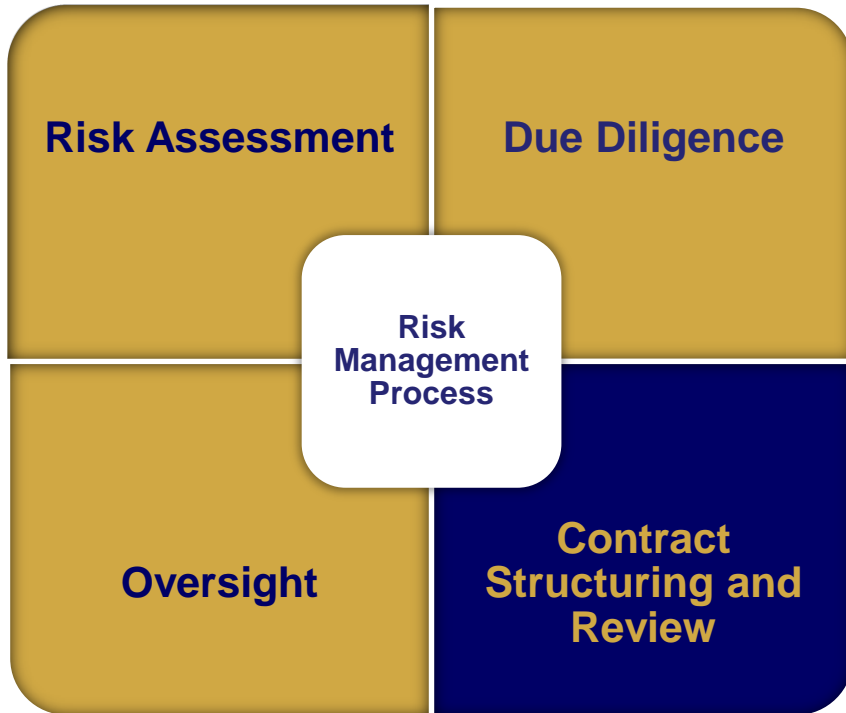 Risk Assessment
Due Diligence
Risk
Management
Process
Oversight
Contract
Structuring and
Review